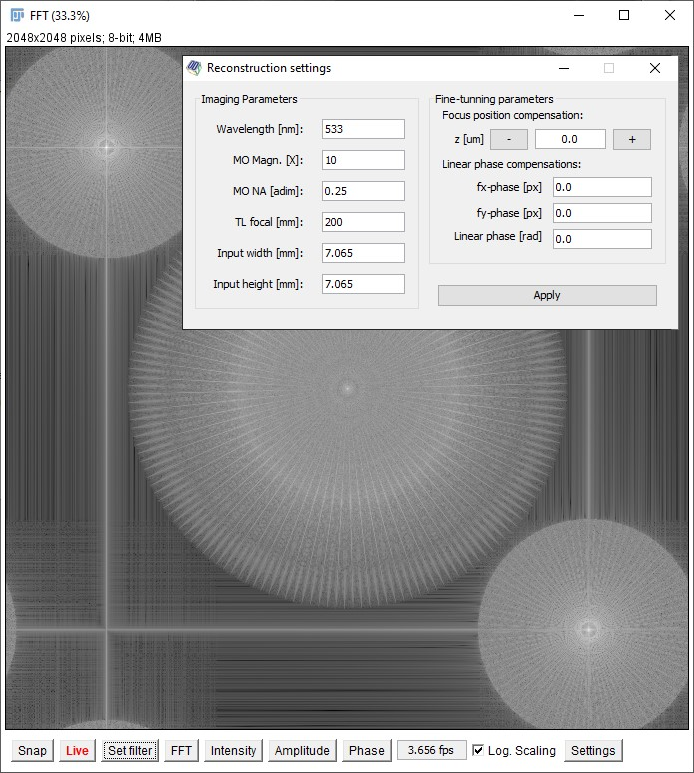 FFT (33.3%)
2048x2048 pixels; 8-bit; 4MB
Reconstruction settings
Imaging Parameters
Wavelength [nm]: 533
MO Magn. [X]: 10
MO NA [adim]: 0.25
TL focal [mm]: 200
Input width [mm]: 7.065
Input height [mm]: 7.065
Fine-tunning parameters
Focus position compensation:
z [um] - 0.0 +
Linear phase compensations:
fx-phase [px] 0.0
fy-phase [px] 0.0
Linear phase [rad] 0.0
Apply
Snap Live Set filter FFT Intensity Amplitude Phase 3.656 fps Log. Scaling Settings